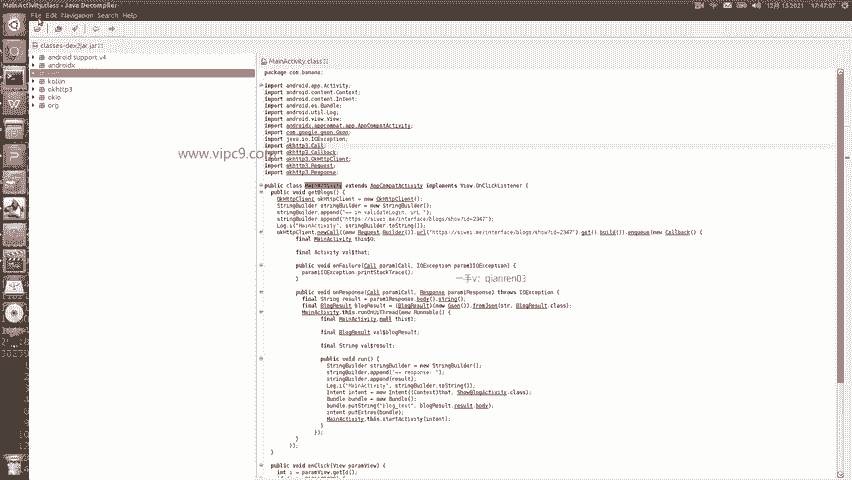 MainActivity.class - Java Decompiler
12月 13 2021 17:47:07
File Edit Navigation Search Help
classes-dex2jar.jar
android.support.v4
androidx
kotlin
okhttp3
okio
org
MainActivity.class
package com.banana;
import android.app.Activity;
import android.content.Context;
import android.content.Intent;
import android.os.Bundle;
import android.util.Log;
import android.view.View;
import androidx.appcompat.app.AppCompatActivity;
import com.google.gson.Gson;
import java.io.IOException;
import okhttp3.Call;
import okhttp3.Callback;
import okhttp3.OkHttpClient;
import okhttp3.Request;
import okhttp3.Response;
www.vipc9.com
public class MainActivity extends AppCompatActivity implements View.OnClickListener {
public void getBlogs() {
OkHttpClient okHttpClient = new OkHttpClient();
StringBuilder stringBuilder = new StringBuilder();
stringBuilder.append("== in validateLogin, url ");
stringBuilder.append("https://siwei.me/interface/blogs/show?id=2347");
Log.i("MainActivity", stringBuilder.toString());
okHttpClient.newCall((new Request.Builder()).url("https://siwei.me/interface/blogs/show?id=2347").get().build()).enqueue(new Callback() {
final MainActivity this$0;
final Activity val$that;
public void onFailure(Call param1Call, IOException param1IOException) {
param1IOException.printStackTrace();
}
一手v：qianren03
public void onResponse(Call param1Call, Response param1Response) throws IOException {
final String result = param1Response.body().string();
final BlogResult blogResult = (BlogResult)(new Gson()).fromJson(str, BlogResult.class);
MainActivity.this.runOnUiThread(new Runnable() {
final MainActivity.null this$1;
final BlogResult val$blogResult;
final String val$result;
public void run() {
StringBuilder stringBuilder = new StringBuilder();
stringBuilder.append("== response: ");
stringBuilder.append(result);
Log.i("MainActivity", stringBuilder.toString());
Intent intent = new Intent((Context)that, ShowBlogActivity.class);
Bundle bundle = new Bundle();
bundle.putString("blog_text", blogResult.result.body);
intent.putExtras(bundle);
MainActivity.this.startActivity(intent);
}
});
}
});
}
public void onClick(View paramView) {
int i = paramView.getId();